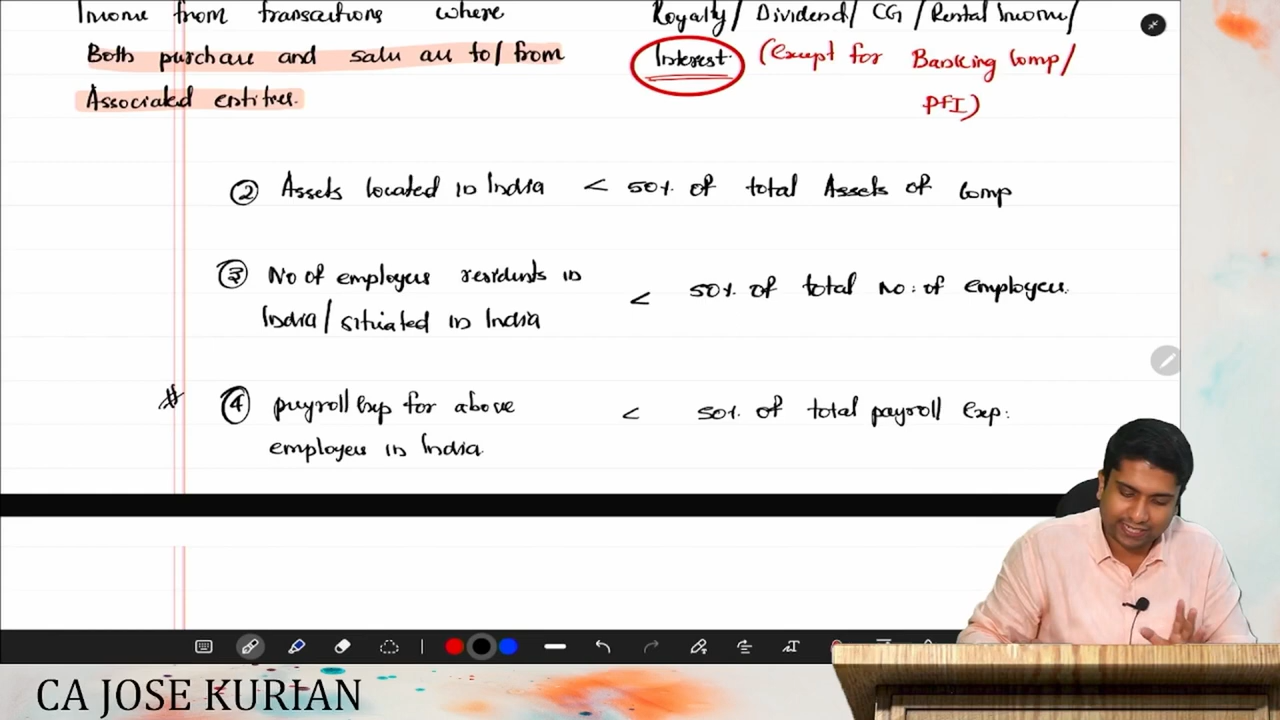 Income from transactions where
Royalty / Dividend / CG / Rental Income /
Both purchase and sale are to / from
Interest. (Except for Banking Comp /
Associated entities.
PFI)
② Assets located in India < 50% of total Assets of Comp
③ No of employees residents in
India / situated in India < 50% of total no: of employees.
# ④ payroll Exp for above < 50% of total payroll Exp:
employees in India.
CA JOSE KURIAN